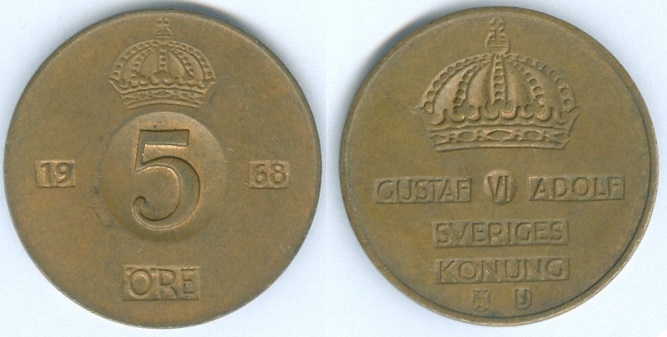 19 5 68
ÖRE
GUSTAF VI ADOLF
SVERIGES
KONUNG
U